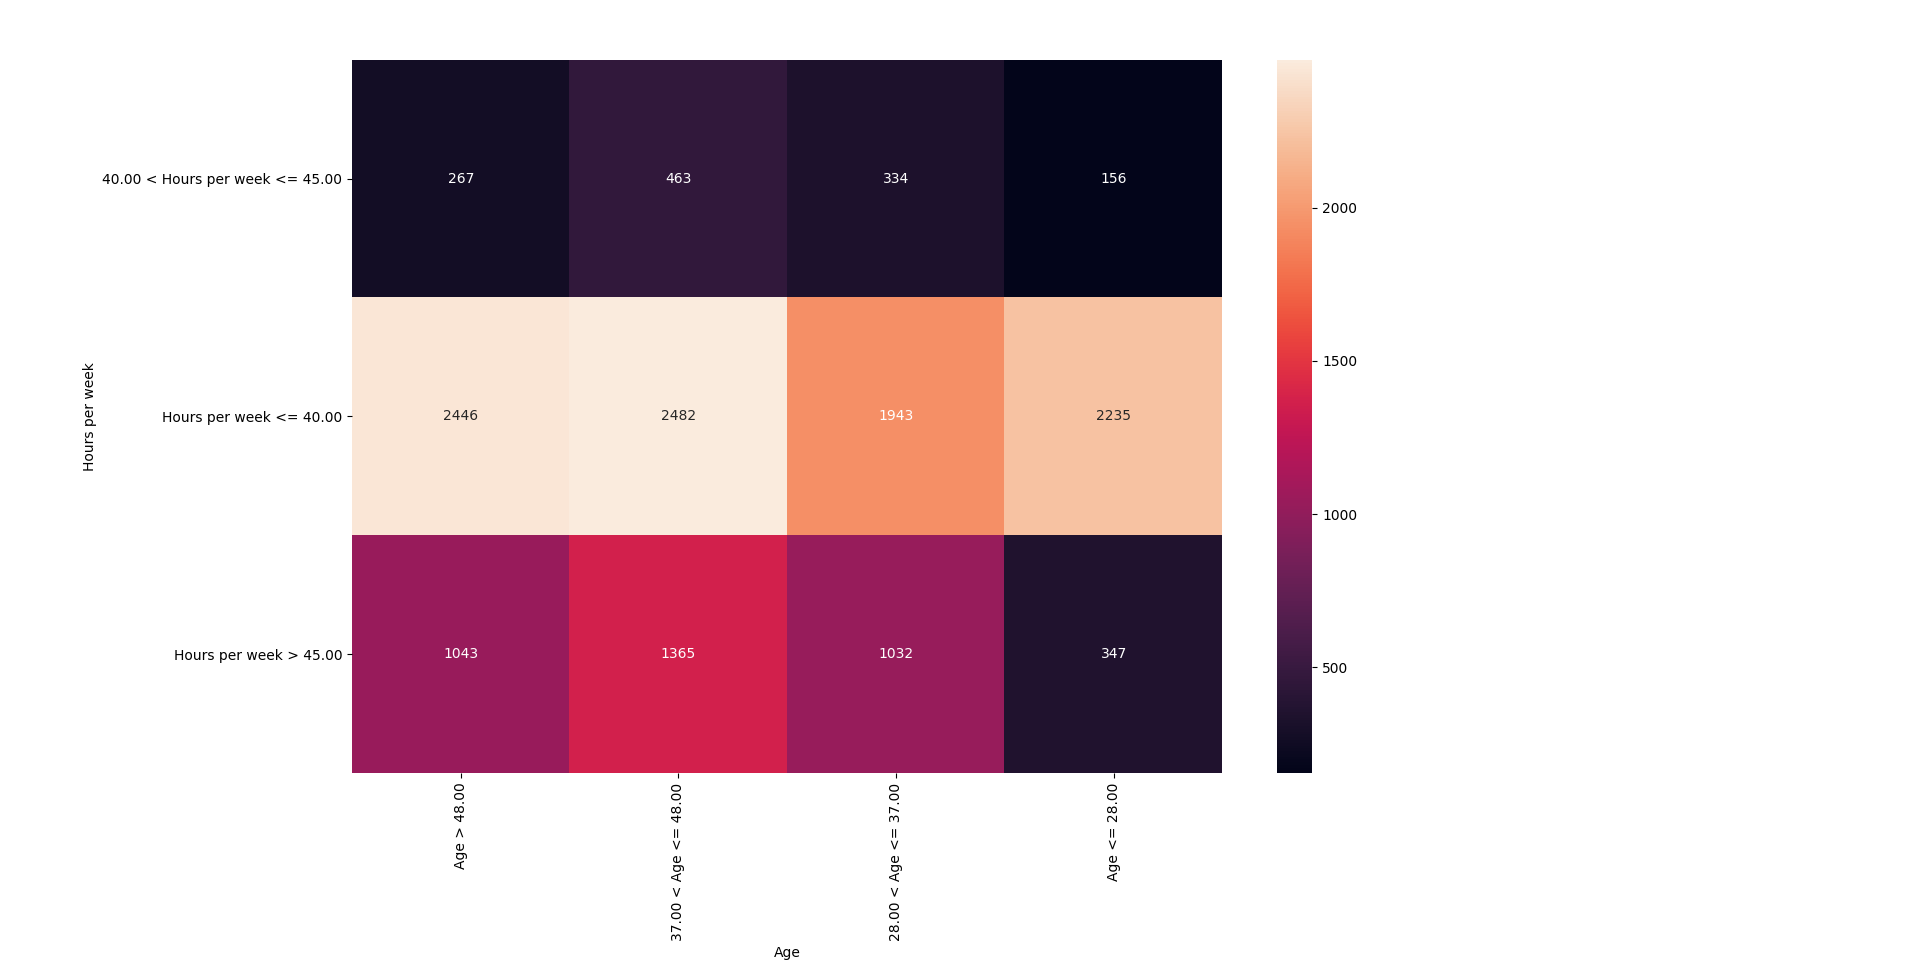 40.00 < Hours per week <= 45.00
267 463 334 156
Hours per week <= 40.00
2446 2482 1943 2235
Hours per week > 45.00
1043 1365 1032 347
Hours per week
Age > 48.00
37.00 < Age <= 48.00
28.00 < Age <= 37.00
Age <= 28.00
Age
2000
1500
1000
500